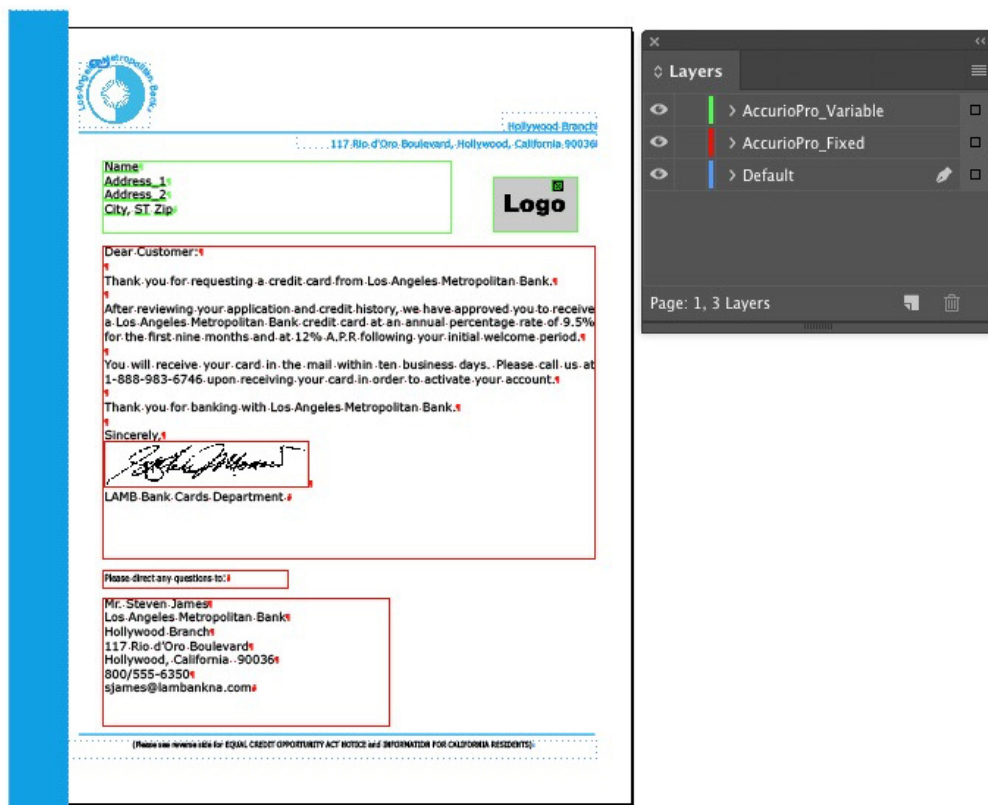 Los Angeles Metropolitan Bank
Hollywood Branch
117 Rio d'Oro Boulevard, Hollywood, California 90036
Name
Address_1
Address_2
City, ST Zip
Logo
Dear Customer:
Thank you for requesting a credit card from Los Angeles Metropolitan Bank.
After reviewing your application and credit history, we have approved you to receive
a Los Angeles Metropolitan Bank credit card at an annual percentage rate of 9.5%
for the first nine months and at 12% A.P.R following your initial welcome period.
You will receive your card in the mail within ten business days. Please call us at
1-888-983-6746 upon receiving your card in order to activate your account.
Thank you for banking with Los Angeles Metropolitan Bank.
Sincerely,
LAMB Bank Cards Department
Please direct any questions to:
Mr. Steven James
Los Angeles Metropolitan Bank
Hollywood Branch
117 Rio d'Oro Boulevard
Hollywood, California 90036
800/555-6350
sjames@lambankna.com
(Please see reverse side for EQUAL CREDIT OPPORTUNITY ACT NOTICE and INFORMATION FOR CALIFORNIA RESIDENTS)
Layers
AccurioPro_Variable
AccurioPro_Fixed
Default
Page: 1, 3 Layers